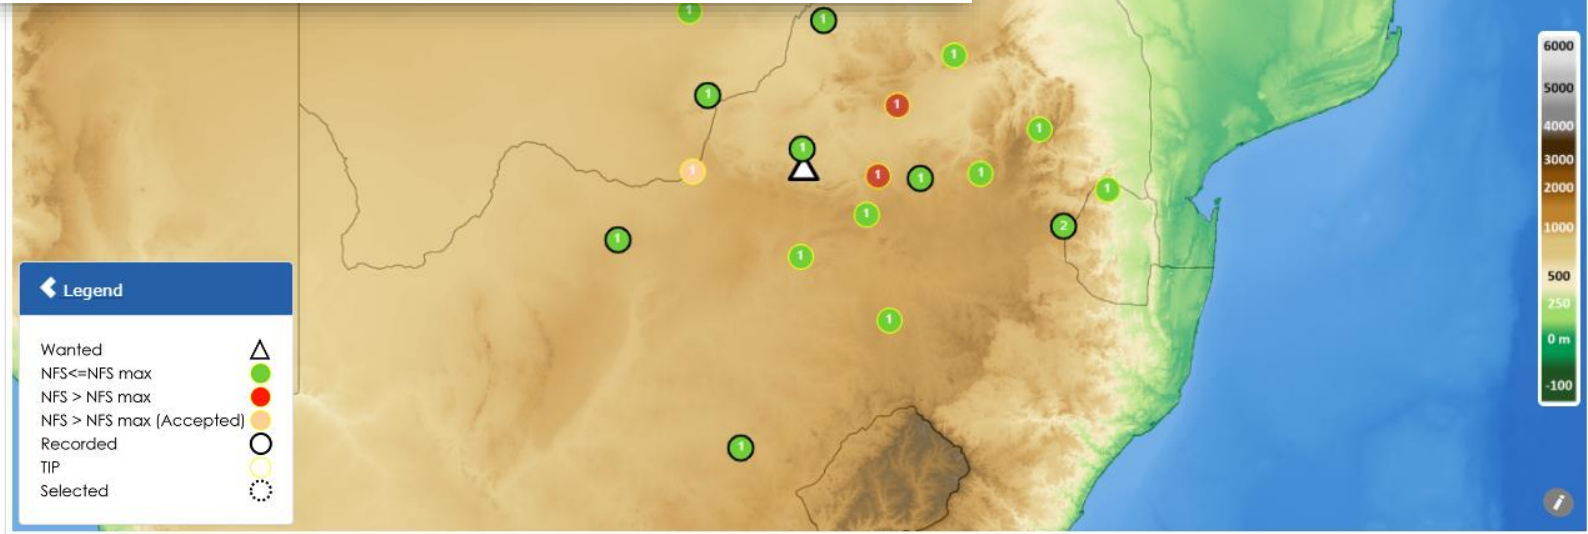 1
1
1
1
1
1
1
1
1
1
1
1
1
1
2
1
1
1
1
6000
5000
4000
3000
2000
1000
500
250
0 m
-100
Legend
Wanted
NFS<=NFS max
NFS > NFS max
NFS > NFS max (Accepted)
Recorded
TIP
Selected
i